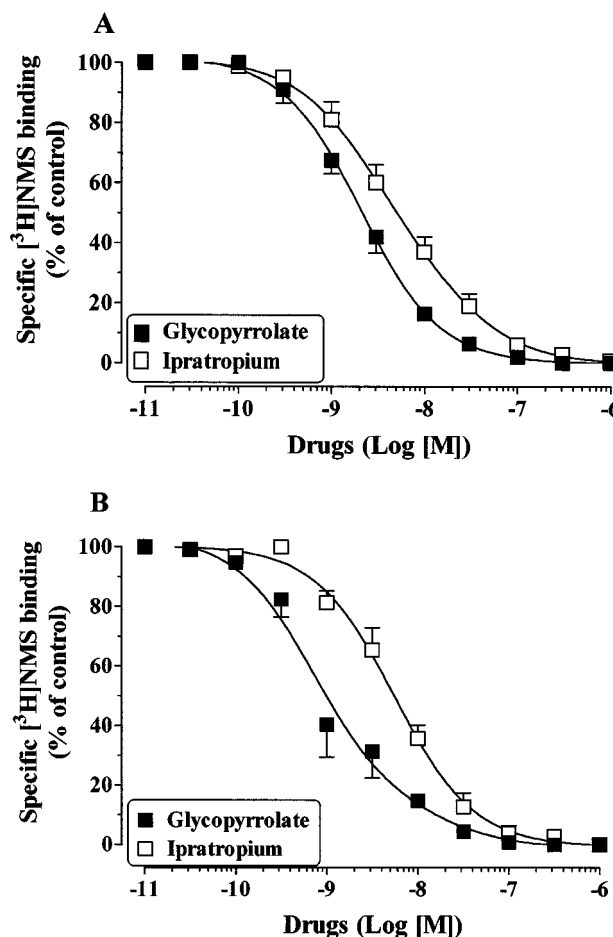 A
Specific [³H]NMS binding
(% of control)
100
80
60
40
20
0
Glycopyrrolate
Ipratropium
-11 -10 -9 -8 -7 -6
Drugs (Log [M])
B
Specific [³H]NMS binding
(% of control)
100
80
60
40
20
0
Glycopyrrolate
Ipratropium
-11 -10 -9 -8 -7 -6
Drugs (Log [M])